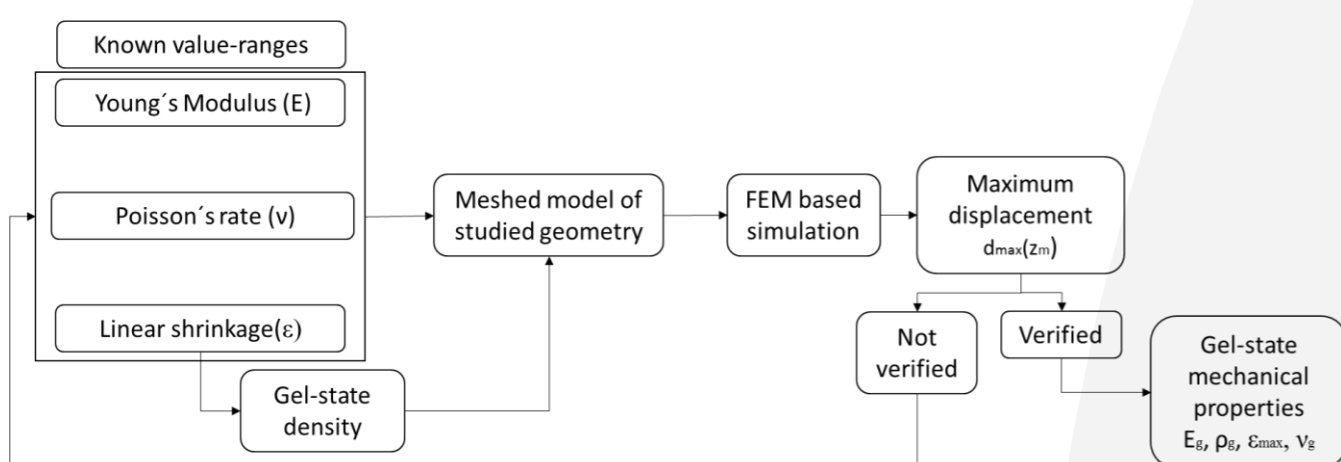 Known value-ranges
Young´s Modulus (E)
Poisson´s rate (ν)
Linear shrinkage(ε)
Gel-state
density
Meshed model of
studied geometry
FEM based
simulation
Maximum
displacement
dmax(zm)
Not
verified
Verified
Gel-state
mechanical
properties
Eg, ρg, εmax, νg